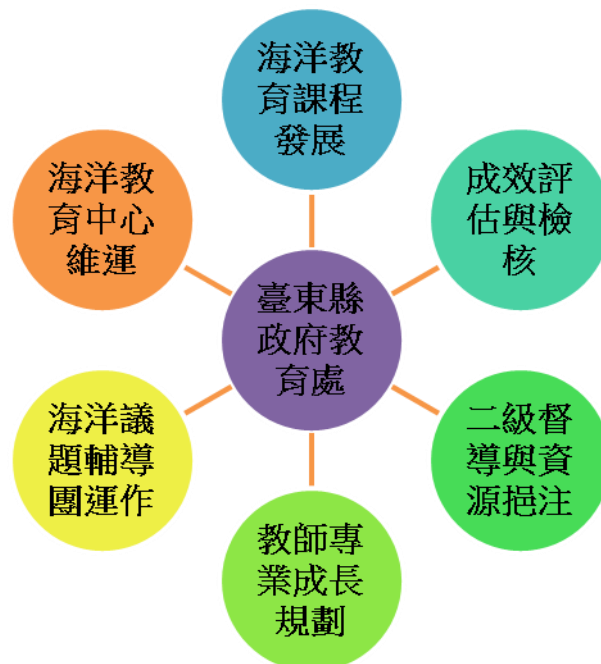 海洋教
育課程
發展
海洋教
育中心
維運
成效評
估與檢
核
臺東縣
政府教
育處
海洋議
題輔導
團運作
二級督
導與資
源挹注
教師專
業成長
規劃